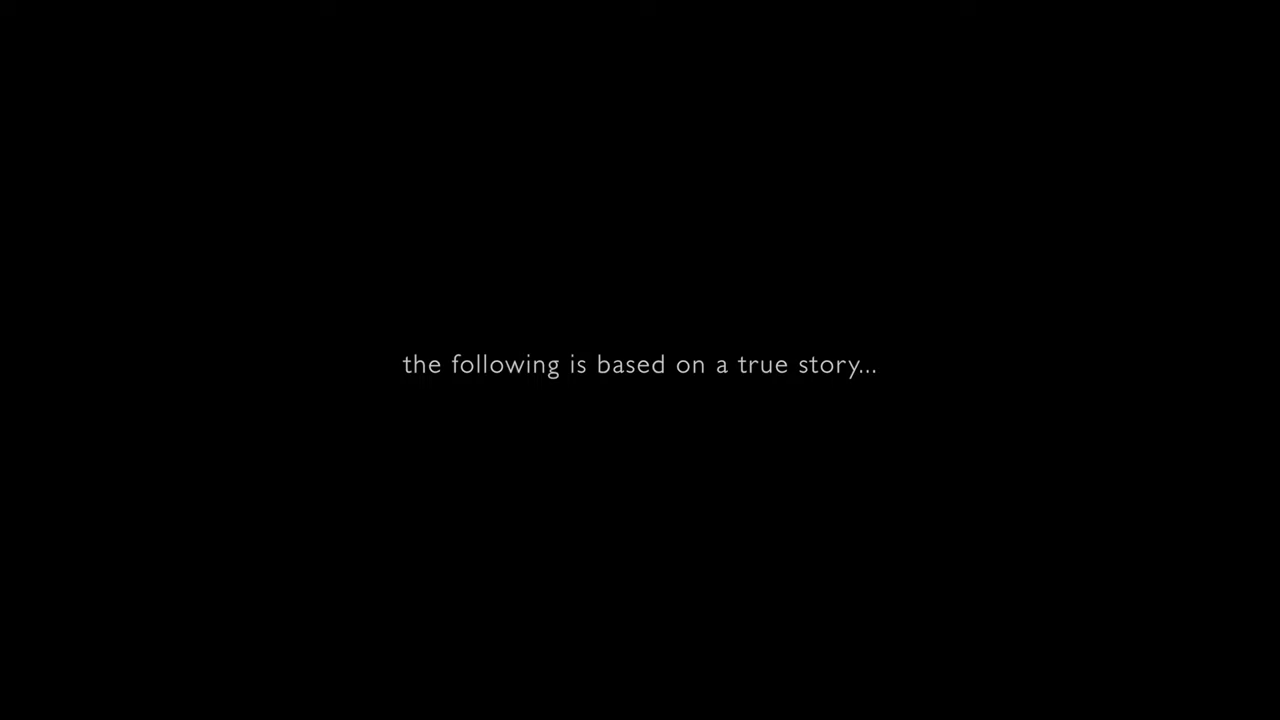 the following is based on a true story...